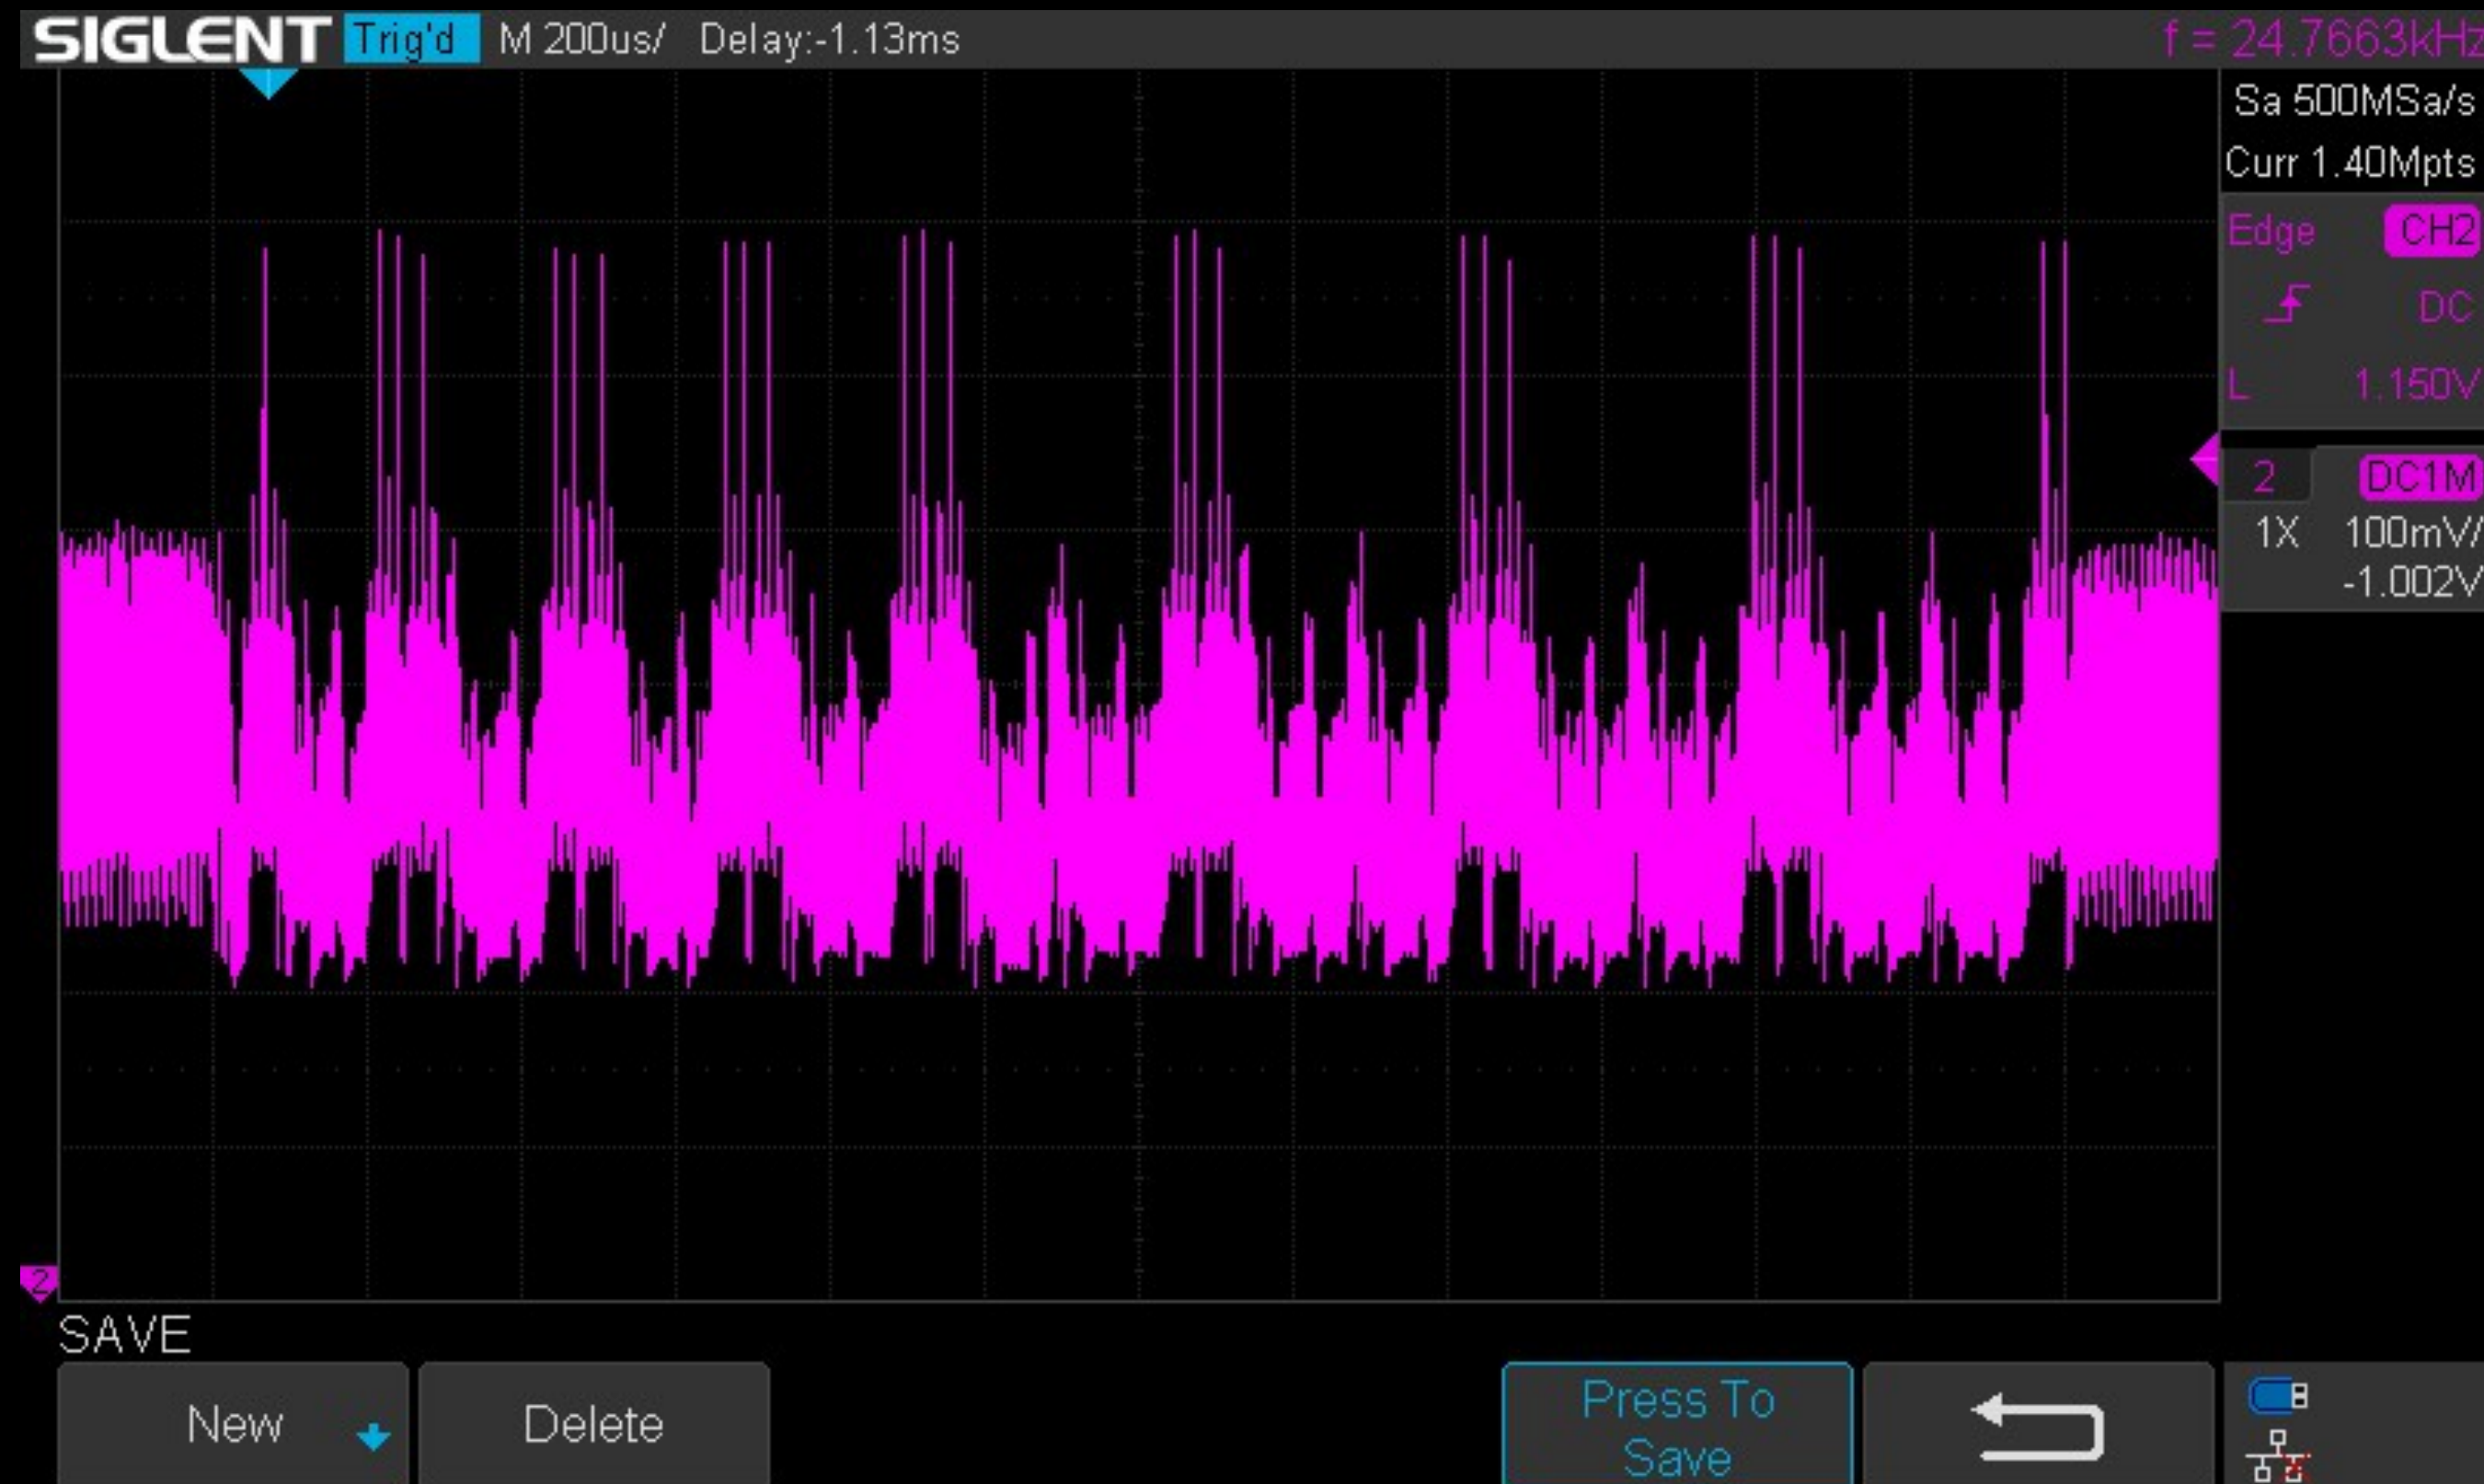 SIGLENT Trig'd M 200us/ Delay:-1.13ms f = 24.7663kHz
Sa 500MSa/s
Curr 1.40Mpts
Edge CH2
DC
L 1.150V
2 DC1M
1X 100mV/
-1.002V
2
SAVE
New Delete Press To
Save